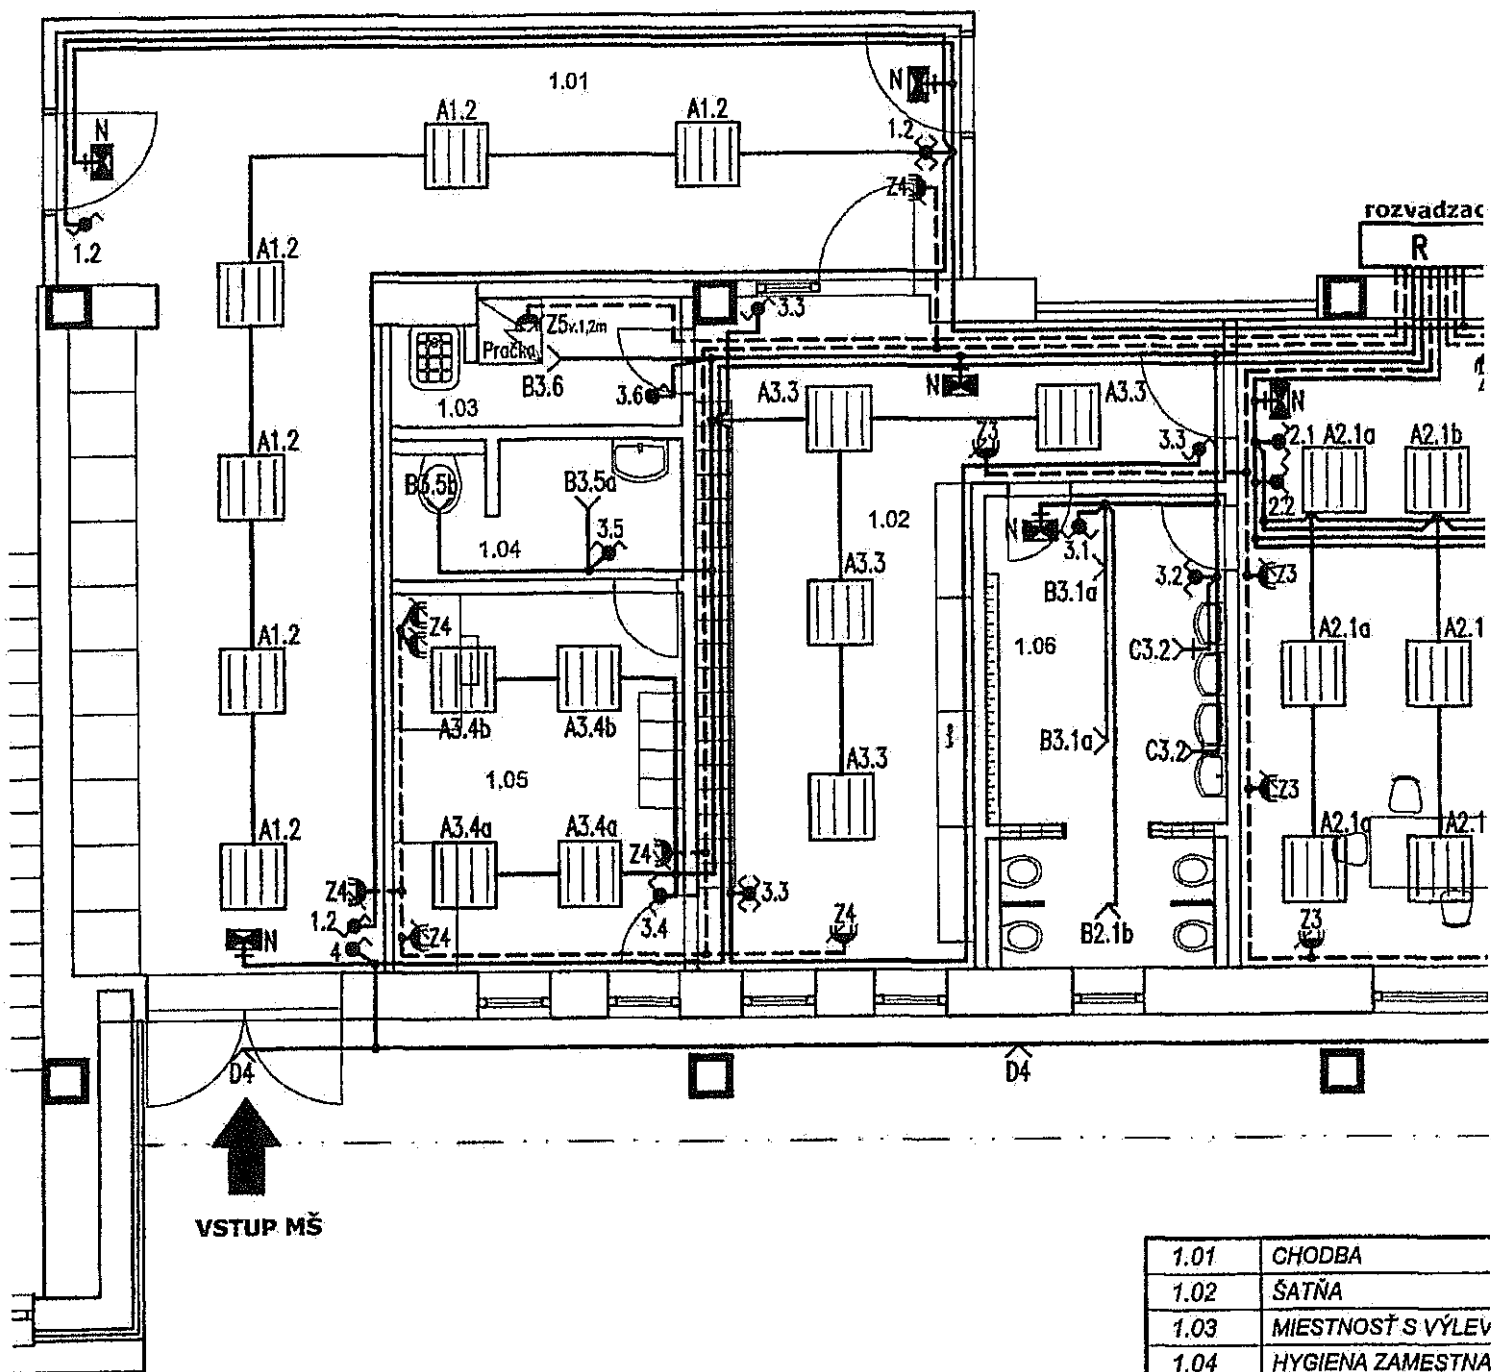 1.01
A1.2
A1.2
N
N
1.2
Z4
1.2
rozvadzac
R
A1.2
3.3
Z5 v.1,2m
Pračka
B3.6
1.03
3.6
N
A3.3
A3.3
Z3
3.3
N
2.1
A2.1a
A2.1b
2.2
A1.2
B3.5b
B3.5a
3.5
1.04
1.02
N
3.1
B3.1a
3.2
Z3
A3.3
Z4
A1.2
1.06
C3.2
A2.1a
A2.1
A3.4b
A3.4b
B3.1a
C3.2
1.05
A3.3
Z3
A1.2
A3.4a
A3.4a
Z4
A2.1a
A2.1
Z4
1.2
N
4
Z4
3.4
3.3
Z4
B2.1b
Z3
D4
D4
VSTUP MŠ
1.01 CHODBA
1.02 ŠATŇA
1.03 MIESTNOSŤ S VÝLEV
1.04 HYGIENA ZAMESTNA